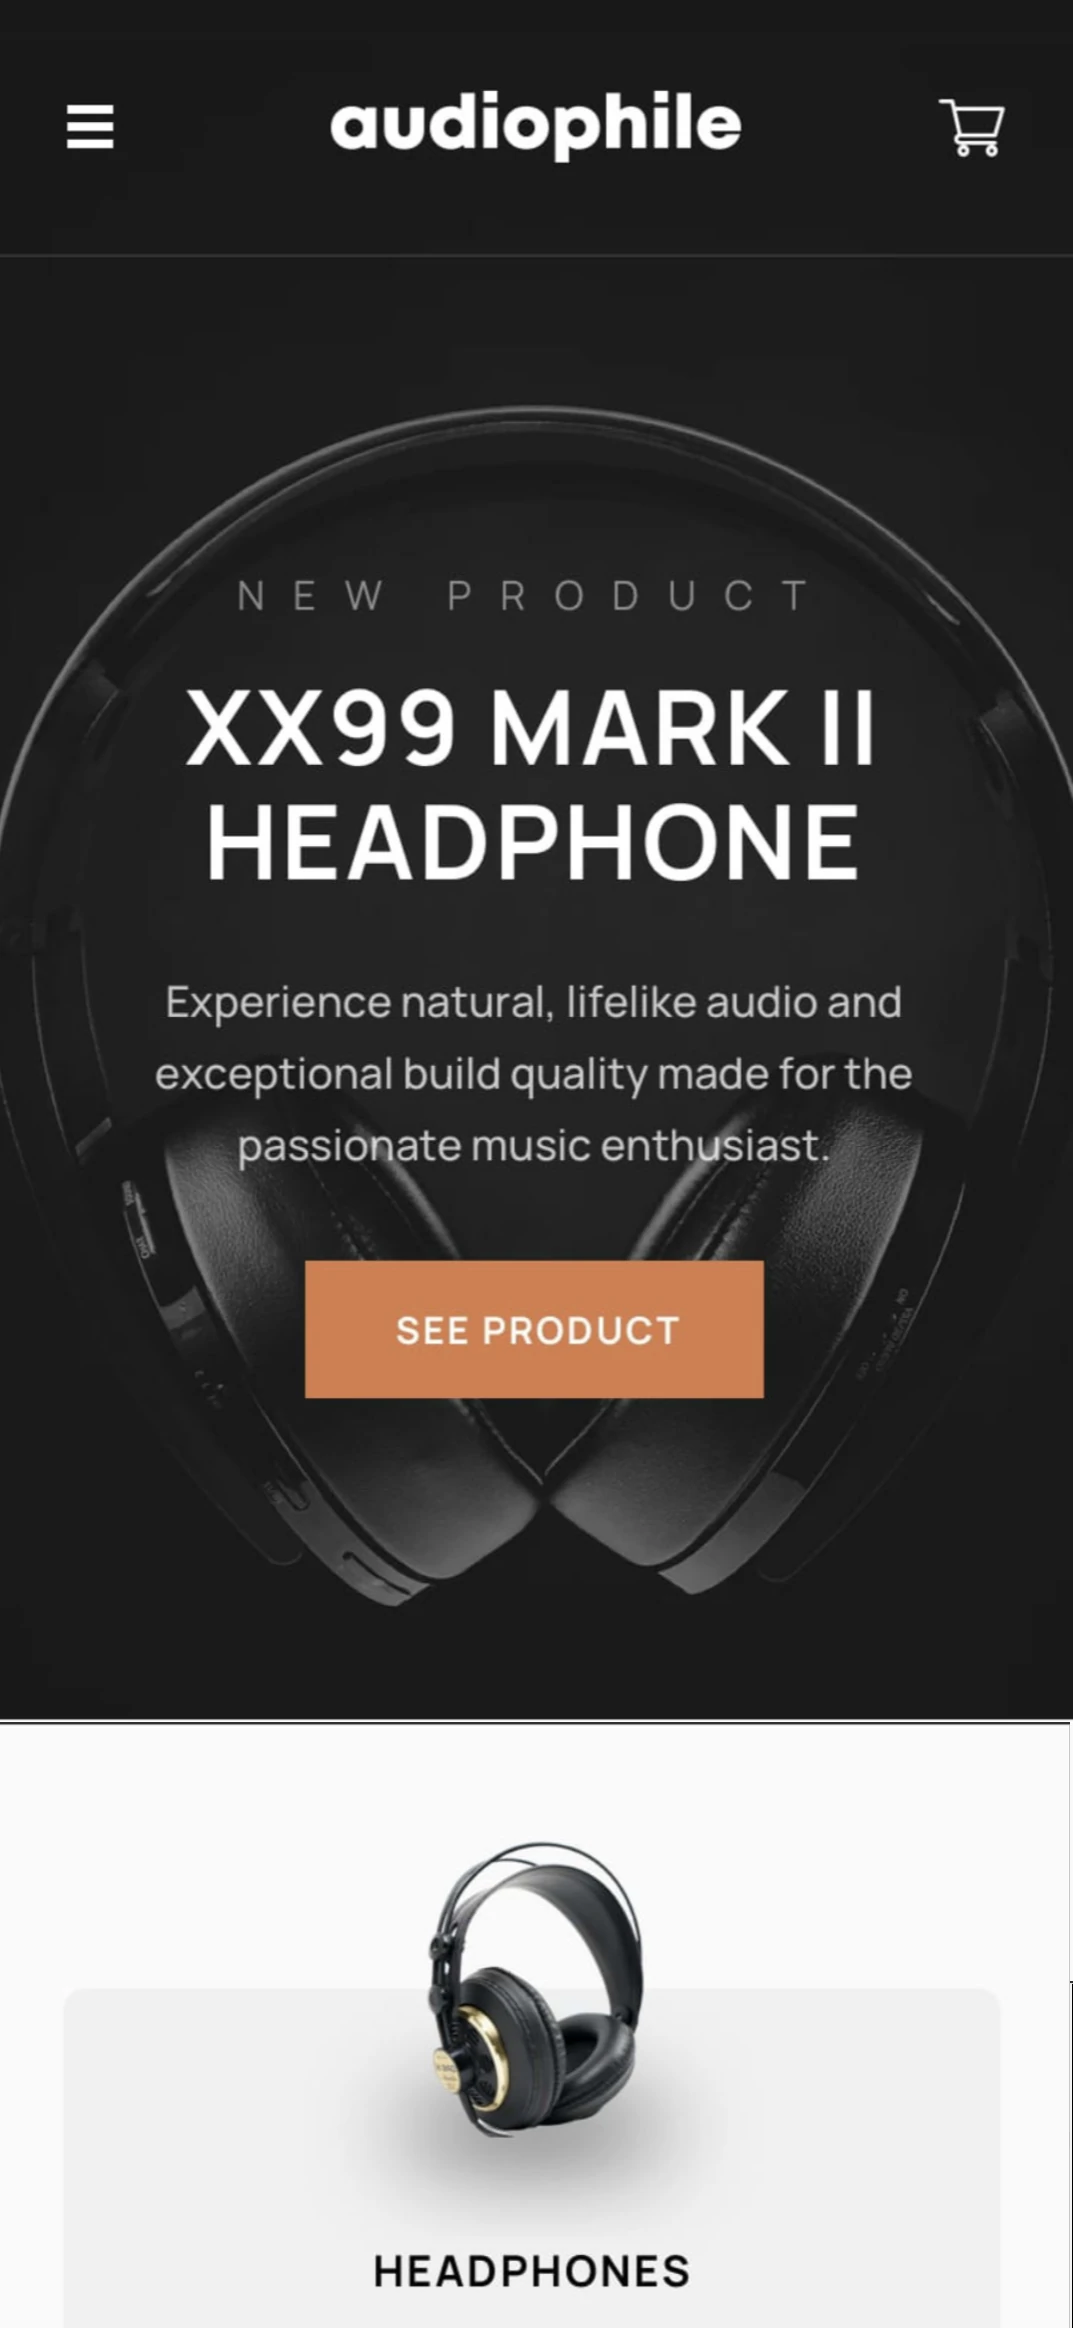 audiophile
NEW PRODUCT
XX99 MARK II
HEADPHONE
Experience natural, lifelike audio and
exceptional build quality made for the
passionate music enthusiast.
SEE PRODUCT
HEADPHONES